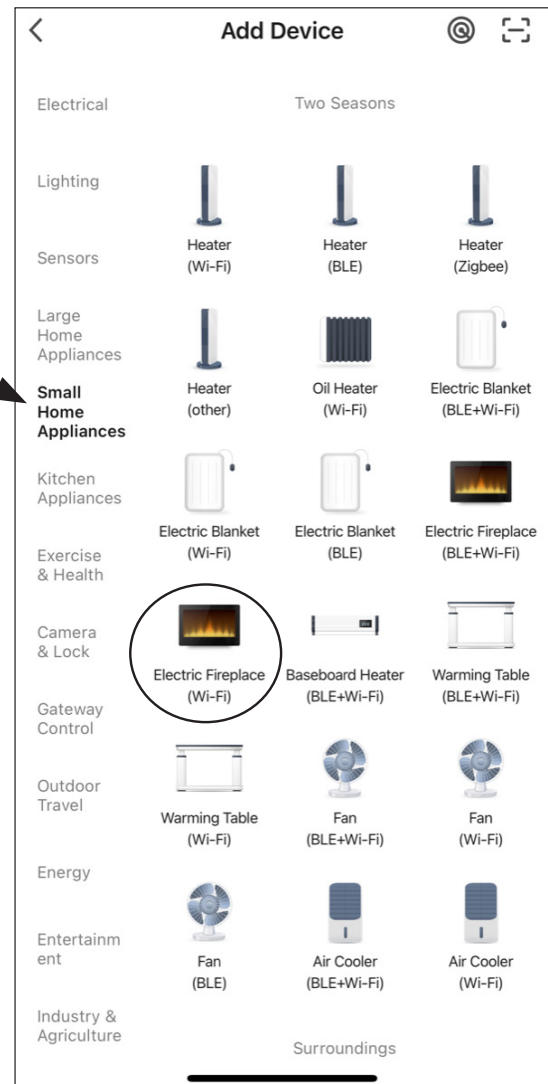 Add Device
Electrical
Lighting
Sensors
Large
Home
Appliances
Small
Home
Appliances
Kitchen
Appliances
Exercise
& Health
Camera
& Lock
Gateway
Control
Outdoor
Travel
Energy
Entertainm
ent
Industry &
Agriculture
Two Seasons
Heater
(Wi-Fi)
Heater
(BLE)
Heater
(Zigbee)
Heater
(other)
Oil Heater
(Wi-Fi)
Electric Blanket
(BLE+Wi-Fi)
Electric Blanket
(Wi-Fi)
Electric Blanket
(BLE)
Electric Fireplace
(BLE+Wi-Fi)
Electric Fireplace
(Wi-Fi)
Baseboard Heater
(BLE+Wi-Fi)
Warming Table
(BLE+Wi-Fi)
Warming Table
(Wi-Fi)
Fan
(BLE+Wi-Fi)
Fan
(Wi-Fi)
Fan
(BLE)
Air Cooler
(BLE+Wi-Fi)
Air Cooler
(Wi-Fi)
Surroundings